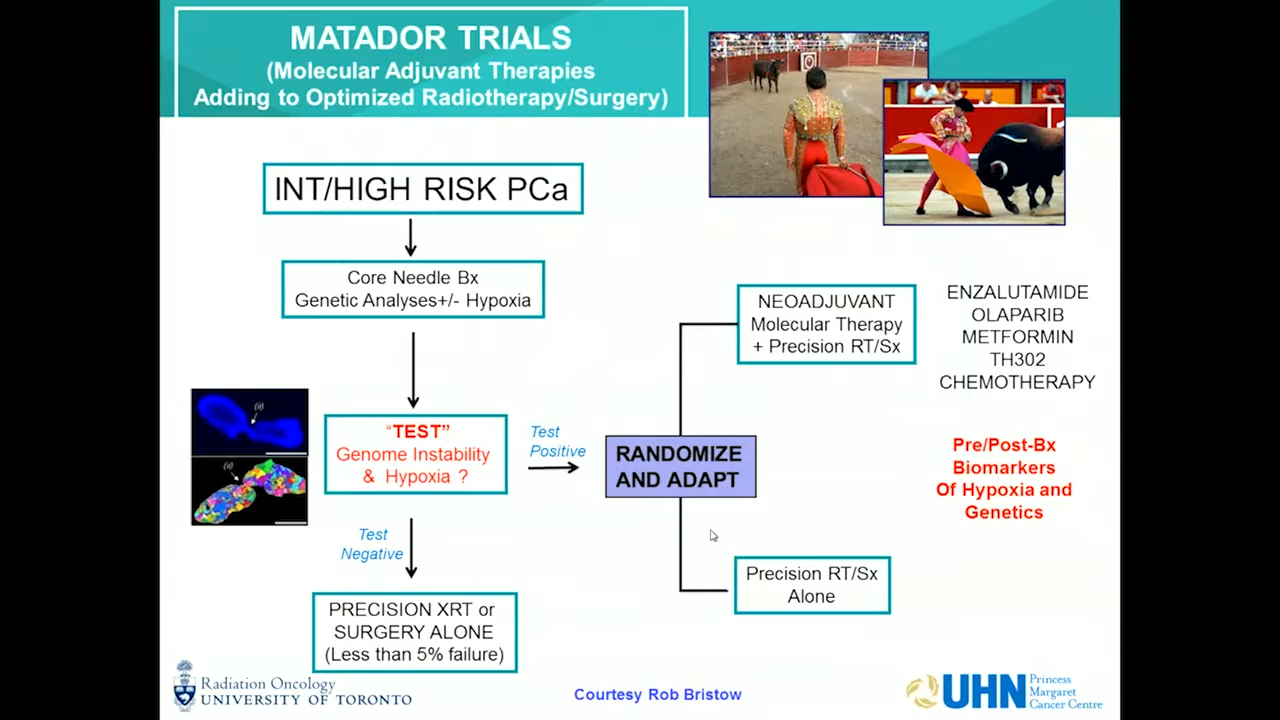 MATADOR TRIALS
(Molecular Adjuvant Therapies
Adding to Optimized Radiotherapy/Surgery)
INT/HIGH RISK PCa
Core Needle Bx
Genetic Analyses+/- Hypoxia
"TEST"
Genome Instability
& Hypoxia ?
Test
Positive
Test
Negative
PRECISION XRT or
SURGERY ALONE
(Less than 5% failure)
RANDOMIZE
AND ADAPT
NEOADJUVANT
Molecular Therapy
+ Precision RT/Sx
Precision RT/Sx
Alone
ENZALUTAMIDE
OLAPARIB
METFORMIN
TH302
CHEMOTHERAPY
Pre/Post-Bx
Biomarkers
Of Hypoxia and
Genetics
Radiation Oncology
UNIVERSITY OF TORONTO
Courtesy Rob Bristow
UHN
Princess
Margaret
Cancer Centre